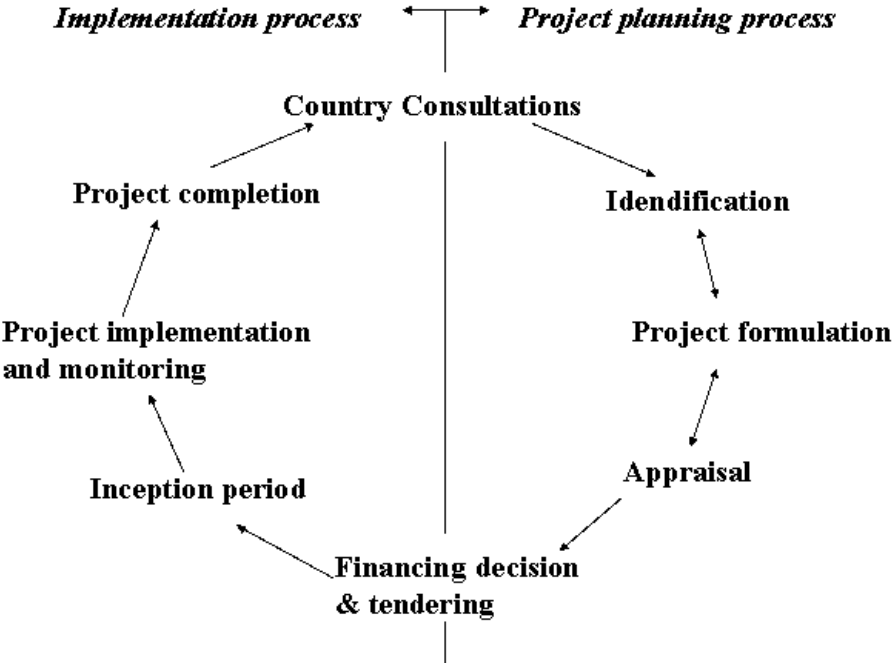 Implementation process
Project planning process
Country Consultations
Project completion
Idendification
Project implementation
and monitoring
Project formulation
Inception period
Appraisal
Financing decision
& tendering